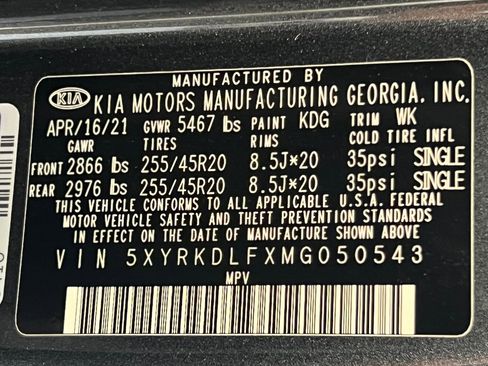 MANUFACTURED BY
KIA KIA MOTORS MANUFACTURING GEORGIA, INC.
APR/16/21 GVWR 5467 lbs PAINT KDG TRIM WK
GAWR TIRES RIMS COLD TIRE INFL
FRONT 2866 lbs 255/45R20 8.5J*20 35psi SINGLE
REAR 2976 lbs 255/45R20 8.5J*20 35psi SINGLE
THIS VEHICLE CONFORMS TO ALL APPLICABLE U.S.A. FEDERAL
MOTOR VEHICLE SAFETY AND THEFT PREVENTION STANDARDS
IN EFFECT ON THE DATE OF MANUFACTURE SHOWN ABOVE
VIN 5XYRKDLFXMG050543
MPV